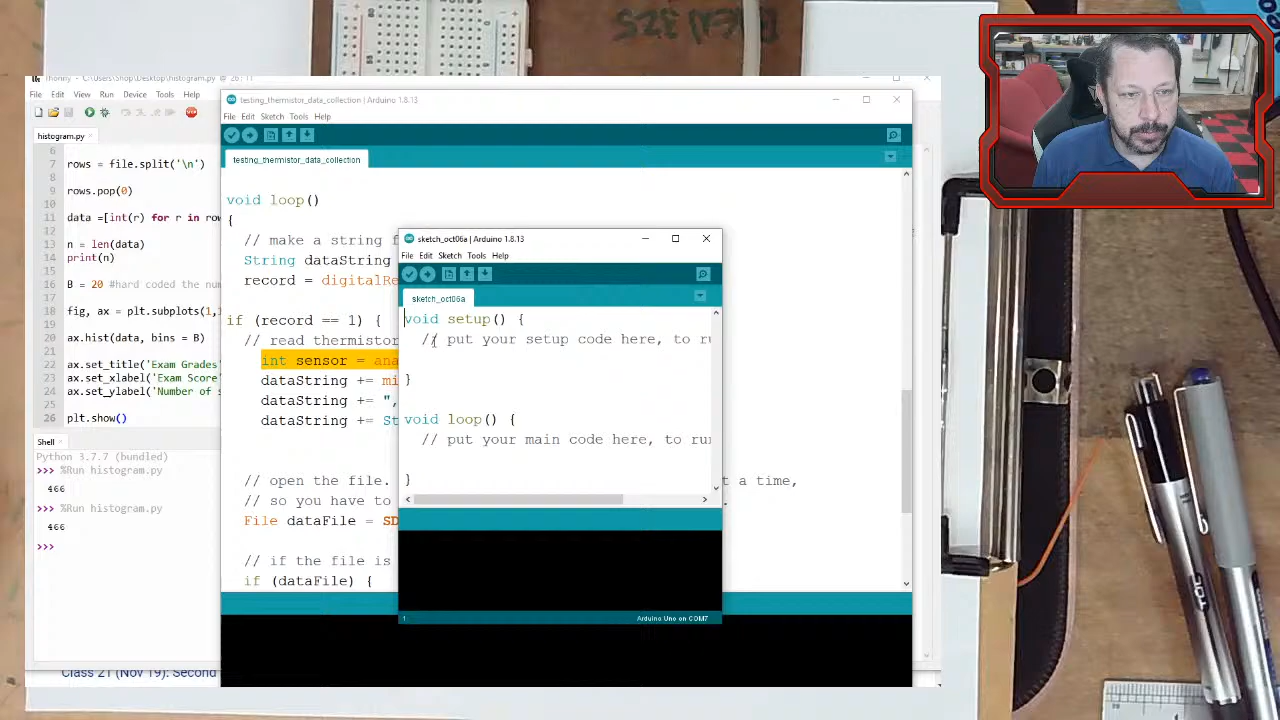 Thonny - C:\Users\Shop\Desktop\histogram.py @ 26:11
File Edit View Run Device Tools Help
histogram.py
6
7 rows = file.split('\n')
8
9 rows.pop(0)
10
11 data =[int(r) for r in row
12
13 n = len(data)
14 print(n)
15
16 B = 20 #hard coded the num
17
18 fig, ax = plt.subplots(1,1
19
20 ax.hist(data, bins = B)
21
22 ax.set_title('Exam Grades'
23 ax.set_xlabel('Exam Score'
24 ax.set_ylabel('Number of s
25
26 plt.show()
Shell
Python 3.7.7 (bundled)
>>> %Run histogram.py
466
>>> %Run histogram.py
466
>>>
Class 21 (Nov 19): Second
testing_thermistor_data_collection | Arduino 1.8.13
File Edit Sketch Tools Help
testing_thermistor_data_collection
void loop()
{
// make a string f
String dataString
record = digitalRe
if (record == 1) {
// read thermistor
int sensor = ana
dataString += mi
dataString += ",
dataString += St
// open the file. t a time,
// so you have to
File dataFile = SD
// if the file is
if (dataFile) {
sketch_oct06a | Arduino 1.8.13
File Edit Sketch Tools Help
sketch_oct06a
void setup() {
// put your setup code here, to ru
}
void loop() {
// put your main code here, to run
}
1
Arduino Uno on COM7